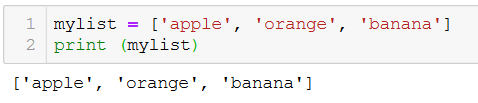 1 mylist = ['apple', 'orange', 'banana']
2 print (mylist)
['apple', 'orange', 'banana']